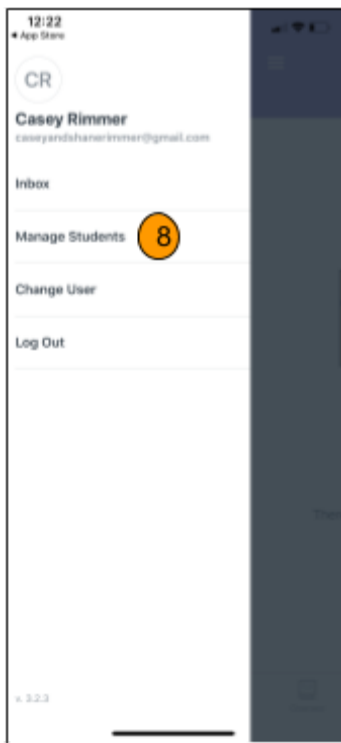 12:22
◂ App Store
CR
Casey Rimmer
caseyandshanerimmer@gmail.com
Inbox
Manage Students 8
Change User
Log Out
v. 3.2.3